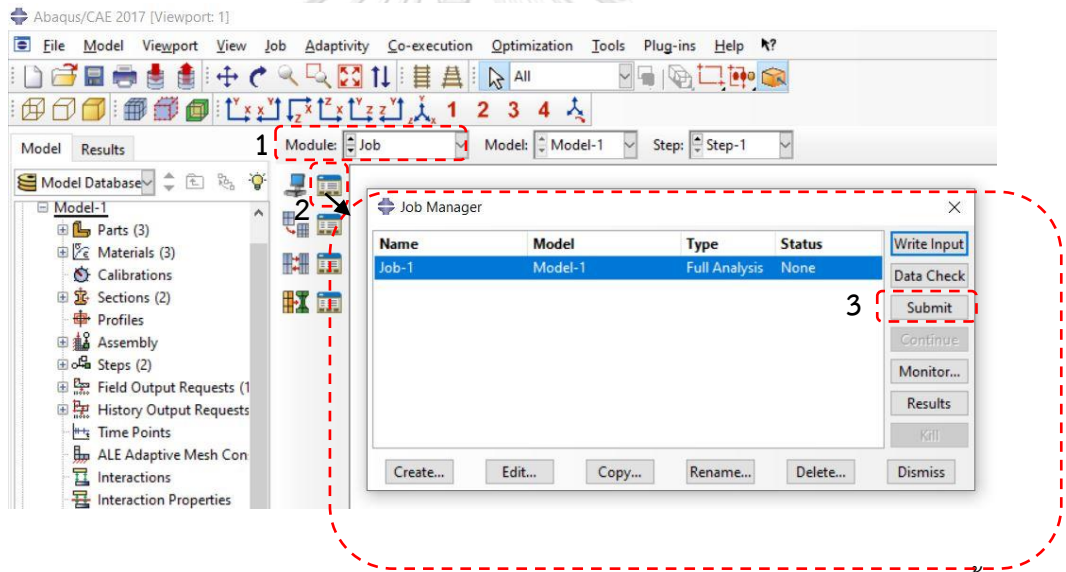 Abaqus/CAE 2017 [Viewport: 1]
File Model Viewport View Job Adaptivity Co-execution Optimization Tools Plug-ins Help
All
1 2 3 4
Model Results
1 Module: Job Model: Model-1 Step: Step-1
Model Database
Model-1
Parts (3)
Materials (3)
Calibrations
Sections (2)
Profiles
Assembly
Steps (2)
Field Output Requests (1
History Output Requests
Time Points
ALE Adaptive Mesh Con
Interactions
Interaction Properties
2
Job Manager
Name Model Type Status
Job-1 Model-1 Full Analysis None
Write Input
Data Check
3 Submit
Continue
Monitor...
Results
Kill
Create... Edit... Copy... Rename... Delete... Dismiss